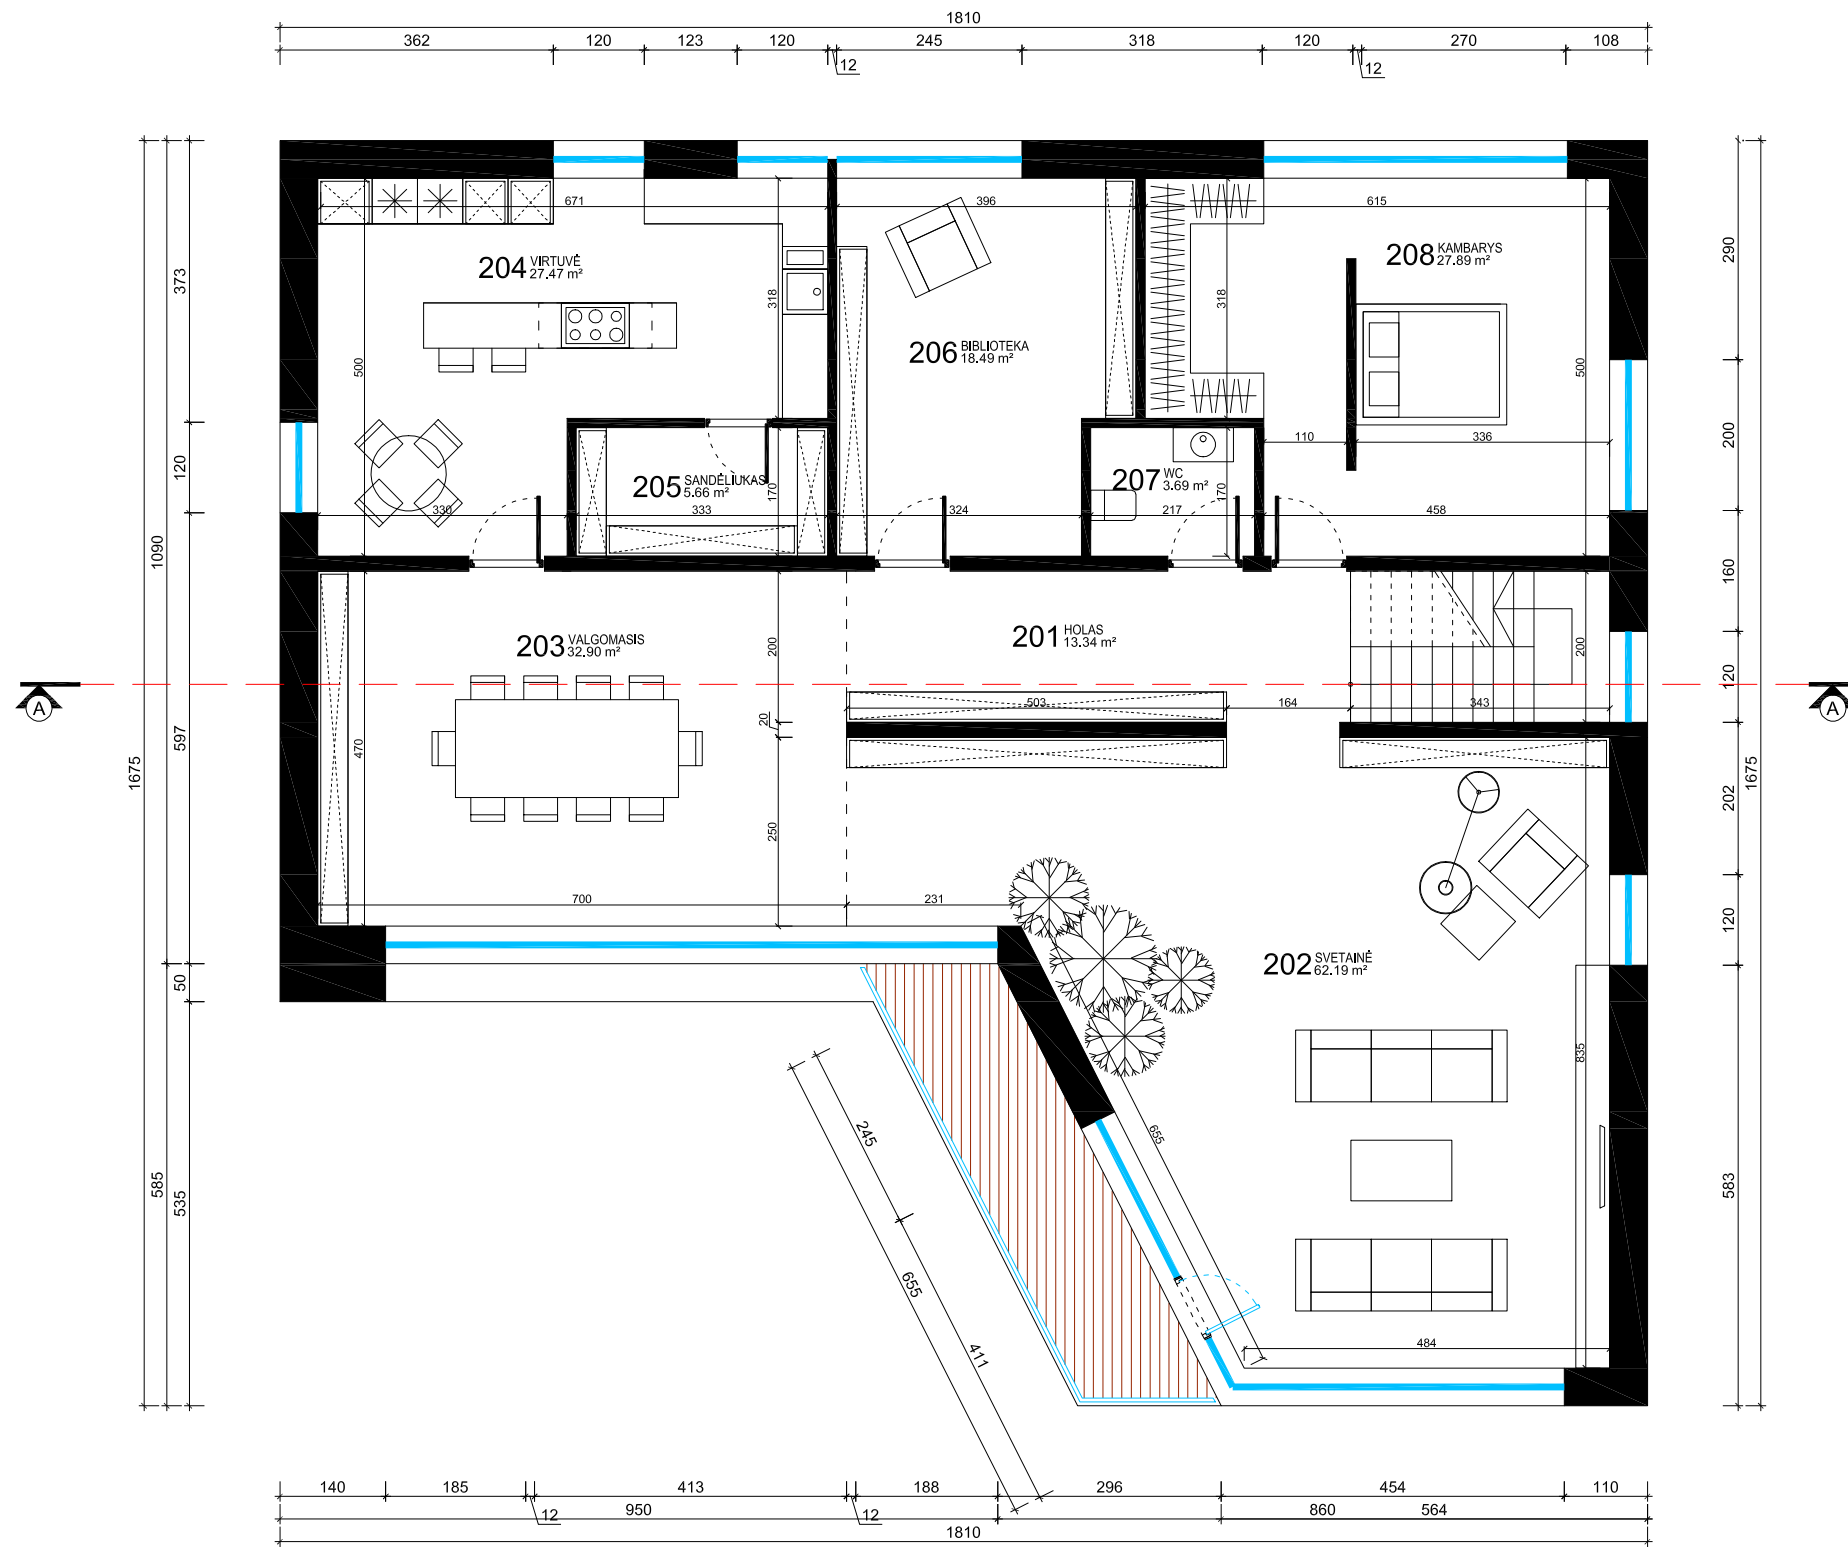 1810
362 120 123 120 245 318 120 270 108
12 12
671 396 615
204 VIRTUVĖ
27.47 m²
208 KAMBARYS
27.89 m²
290
373
318 318
206 BIBLIOTEKA
18.49 m²
500 500
110 336
200
120
205 SANDĖLIUKAS
5.66 m²
170
207 WC
3.69 m²
170
330 333 324 217 458
1090
160
203 VALGOMASIS
32.90 m²
200
201 HOLAS
13.34 m²
200
120
A A
503 164 343
20
597
470
1675 1675
202
250
700 231
120
202 SVETAINĖ
62.19 m²
50
835
245
655
585
535
583
655
411
484
140 185 413 188 296 454 110
12 950 12 860 564
1810